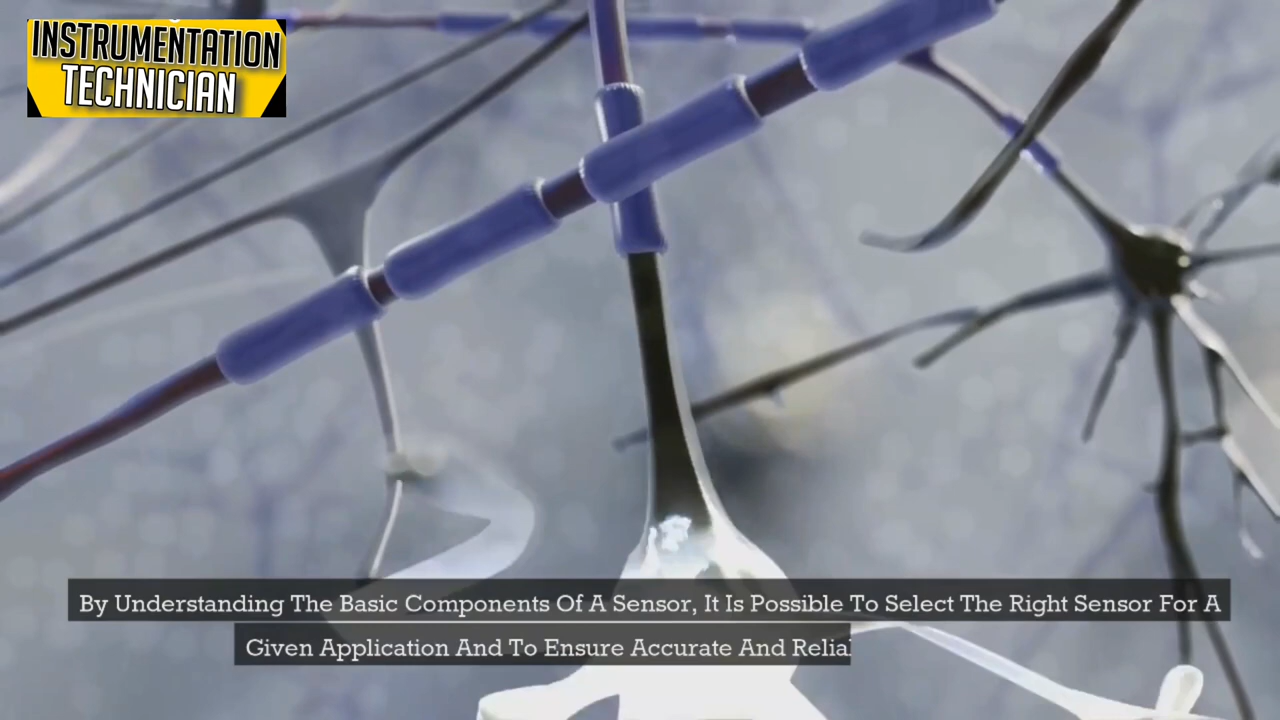 INSTRUMENTATION
TECHNICIAN
By Understanding The Basic Components Of A Sensor, It Is Possible To Select The Right Sensor For A
Given Application And To Ensure Accurate And